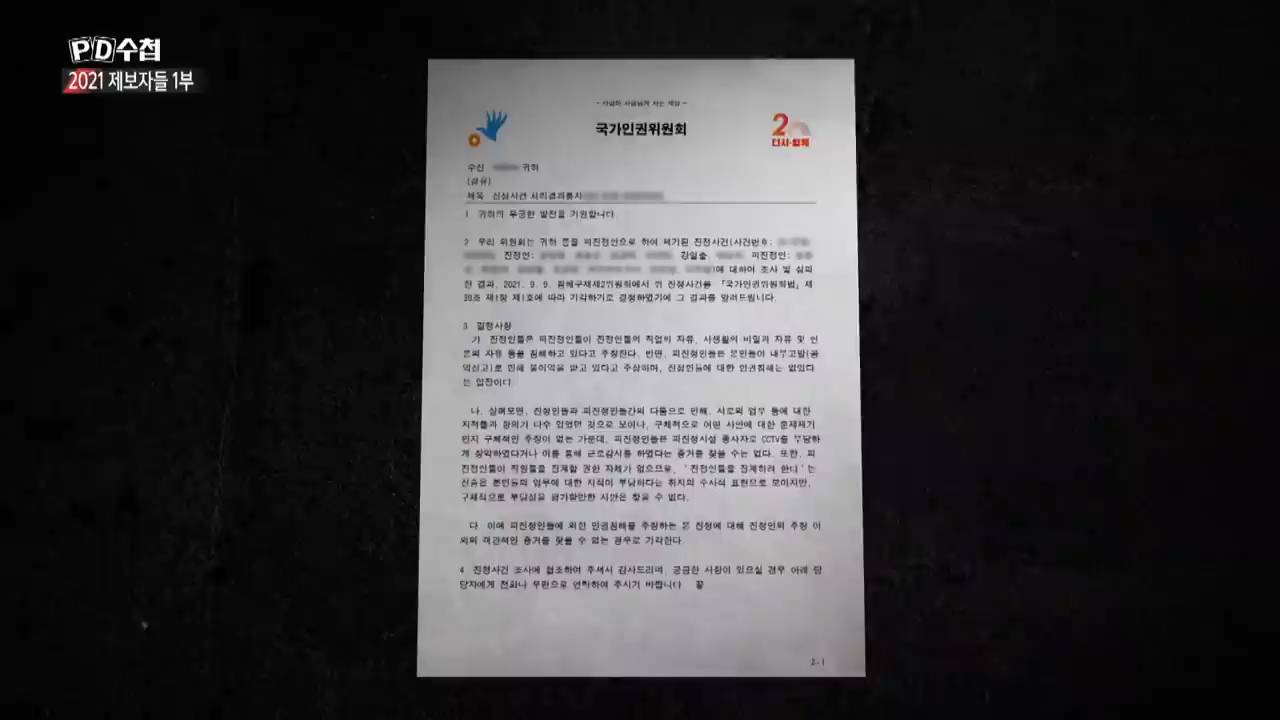 PD수첩
2021 제보자들 1부
- 사람이 사람답게 사는 세상 -
국가인권위원회
20
다시·함께
수신 귀하
(경유)
제목 진정사건 처리결과통지
1. 귀하의 무궁한 발전을 기원합니다.
2. 우리 위원회는 귀하 등을 피진정인으로 하여 제기된 진정사건(사건번호:
진정인: 강일출, 피진정인:
)에 대하여 조사 및 심의
한 결과, 2021. 9. 9. 침해구제제2위원회에서 위 진정사건을 「국가인권위원회법」 제
39조 제1항 제1호에 따라 기각하기로 결정하였기에 그 결과를 알려드립니다.
3. 결정사항
가. 진정인들은 피진정인들이 진정인들의 직업의 자유, 사생활의 비밀과 자유 및 언
론의 자유 등을 침해하고 있다고 주장한다. 반면, 피진정인들은 본인들이 내부고발(공
익신고)로 인해 불이익을 받고 있다고 주장하며, 진정인들에 대한 인권침해는 없었다
는 입장이다.
나. 살펴보면, 진정인들과 피진정인들간의 다툼으로 인해, 서로의 업무 등에 대한
지적들과 항의가 다수 있었던 것으로 보이나, 구체적으로 어떤 사안에 대한 문제제기
인지 구체적인 주장이 없는 가운데, 피진정인들은 피진정시설 종사자로 CCTV를 부당하
게 장악하였다거나 이를 통해 근로감시를 하였다는 증거를 찾을 수는 없다. 또한, 피
진정인들이 직원들을 징계할 권한 자체가 없으므로, '진정인들을 징계하려 한다'는
진술은 본인들의 업무에 대한 지적이 부당하다는 취지의 수사적 표현으로 보이지만,
구체적으로 부당성을 평가할만한 사안은 찾을 수 없다.
다. 이에 피진정인들에 의한 인권침해를 주장하는 본 진정에 대해 진정인의 주장 이
외의 객관적인 증거를 찾을 수 없는 경우로 기각한다.
4. 진정사건 조사에 협조하여 주셔서 감사드리며, 궁금한 사항이 있으실 경우 아래 담
당자에게 전화나 우편으로 연락하여 주시기 바랍니다. 끝
2-1